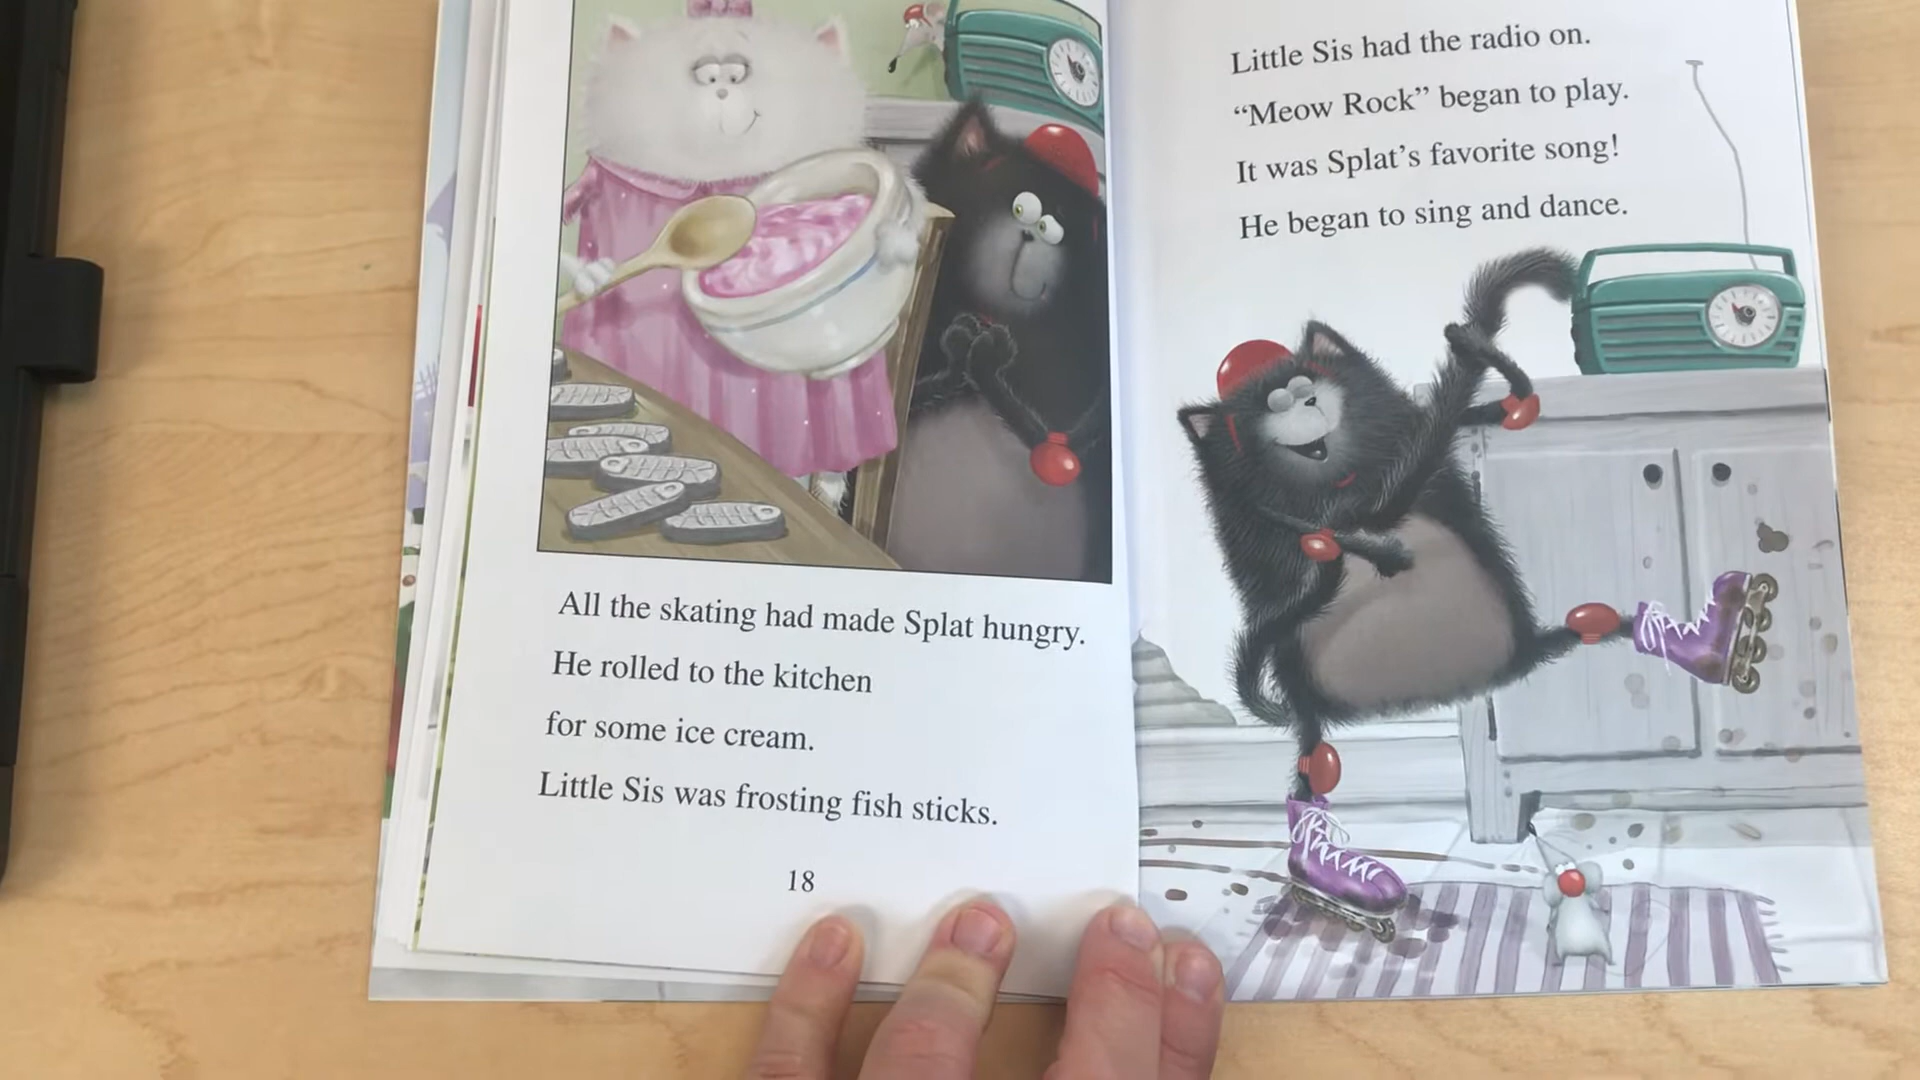 All the skating had made Splat hungry.
He rolled to the kitchen
for some ice cream.
Little Sis was frosting fish sticks.
18
Little Sis had the radio on.
“Meow Rock” began to play.
It was Splat’s favorite song!
He began to sing and dance.